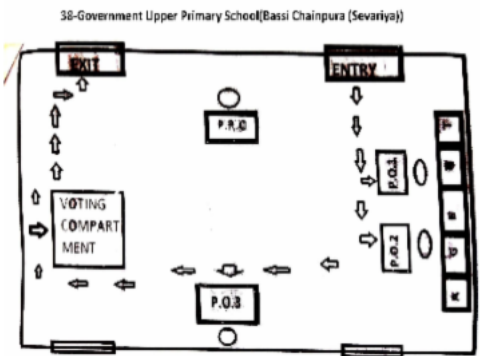 38-Government Upper Primary School(Bassi Chainpura (Sevariya))
EXIT
ENTRY
P.R.O
P.O.1
VOTING
COMPART
MENT
P.O.2
P.O.3